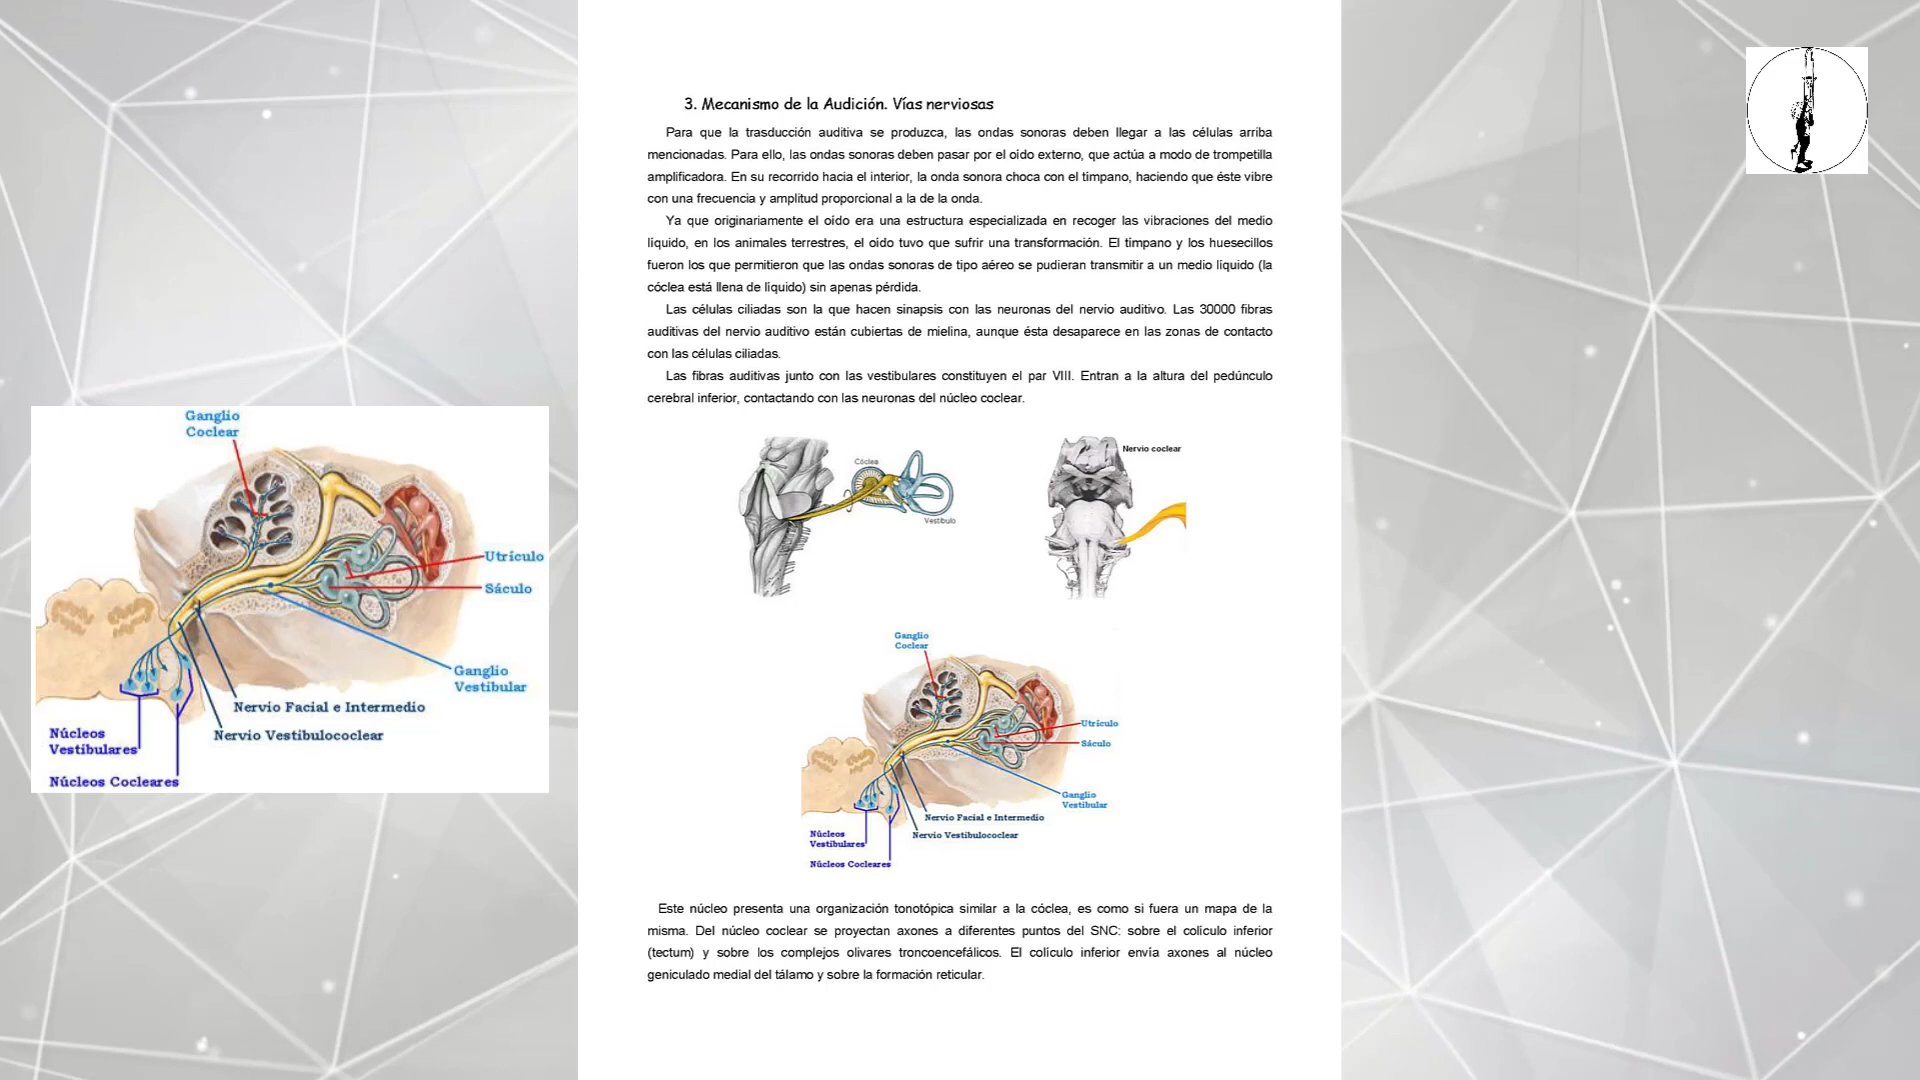 3. Mecanismo de la Audición. Vías nerviosas
Para que la trasducción auditiva se produzca, las ondas sonoras deben llegar a las células arriba
mencionadas. Para ello, las ondas sonoras deben pasar por el oído externo, que actúa a modo de trompetilla
amplificadora. En su recorrido hacia el interior, la onda sonora choca con el tímpano, haciendo que éste vibre
con una frecuencia y amplitud proporcional a la de la onda.
Ya que originariamente el oído era una estructura especializada en recoger las vibraciones del medio
líquido, en los animales terrestres, el oído tuvo que sufrir una transformación. El tímpano y los huesecillos
fueron los que permitieron que las ondas sonoras de tipo aéreo se pudieran transmitir a un medio líquido (la
cóclea está llena de líquido) sin apenas pérdida.
Las células ciliadas son la que hacen sinapsis con las neuronas del nervio auditivo. Las 30000 fibras
auditivas del nervio auditivo están cubiertas de mielina, aunque ésta desaparece en las zonas de contacto
con las células ciliadas.
Las fibras auditivas junto con las vestibulares constituyen el par VIII. Entran a la altura del pedúnculo
cerebral inferior, contactando con las neuronas del núcleo coclear.
Cóclea
Vestíbulo
Nervio coclear
Ganglio
Coclear
Utrículo
Sáculo
Ganglio
Vestibular
Nervio Facial e Intermedio
Nervio Vestibulococlear
Núcleos
Vestibulares
Núcleos Cocleares
Este núcleo presenta una organización tonotópica similar a la cóclea, es como si fuera un mapa de la
misma. Del núcleo coclear se proyectan axones a diferentes puntos del SNC: sobre el colículo inferior
(tectum) y sobre los complejos olivares troncoencefálicos. El colículo inferior envía axones al núcleo
geniculado medial del tálamo y sobre la formación reticular.
Ganglio
Coclear
Utrículo
Sáculo
Ganglio
Vestibular
Nervio Facial e Intermedio
Nervio Vestibulococlear
Núcleos
Vestibulares
Núcleos Cocleares